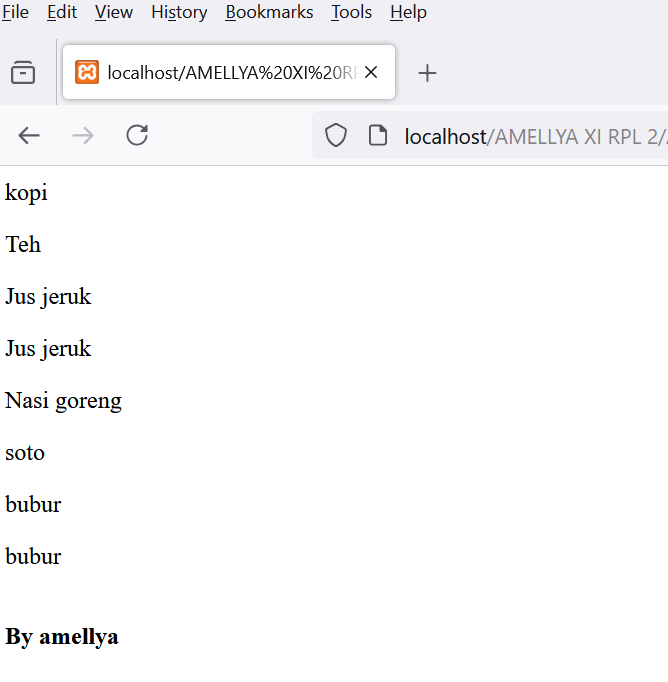 File Edit View History Bookmarks Tools Help
localhost/AMELLYA%20XI%20RP
localhost/AMELLYA XI RPL 2/
kopi
Teh
Jus jeruk
Jus jeruk
Nasi goreng
soto
bubur
bubur
By amellya